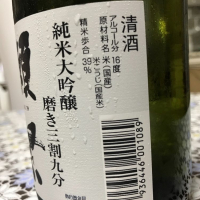 清酒
アルコール分 16度
原材料名 米(国産)
米こうじ(国産米)
精米歩合 39%
純米大吟醸
磨き三割九分
936446001089